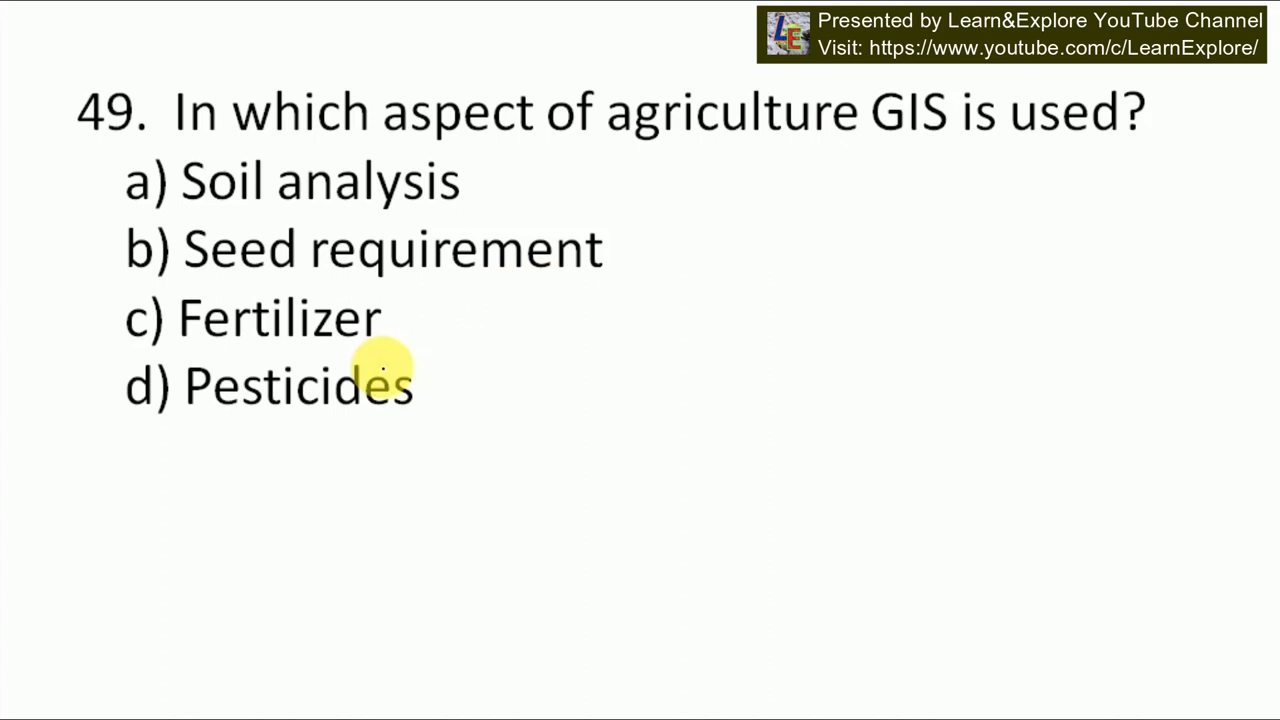 Presented by Learn&Explore YouTube Channel
Visit: https://www.youtube.com/c/LearnExplore/
LE
49. In which aspect of agriculture GIS is used?
a) Soil analysis
b) Seed requirement
c) Fertilizer
d) Pesticides